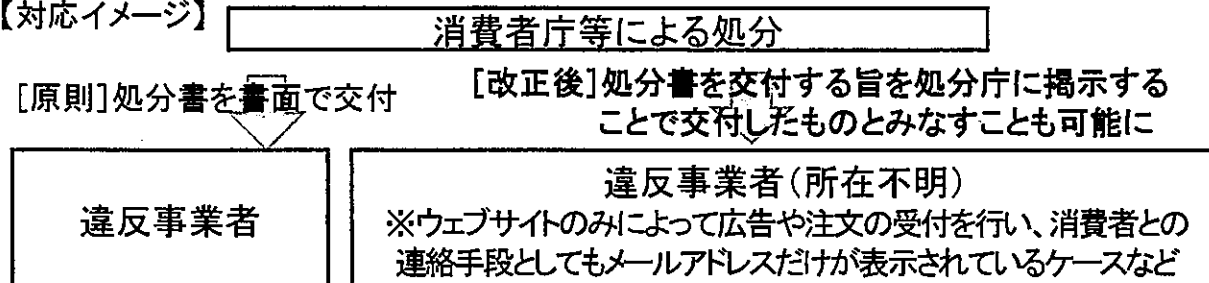 【対応イメージ】
消費者庁等による処分
[原則]処分書を書面で交付
[改正後]処分書を交付する旨を処分庁に掲示する
ことで交付したものとみなすことも可能に
違反事業者
違反事業者(所在不明)
※ウェブサイトのみによって広告や注文の受付を行い、消費者との
連絡手段としてもメールアドレスだけが表示されているケースなど